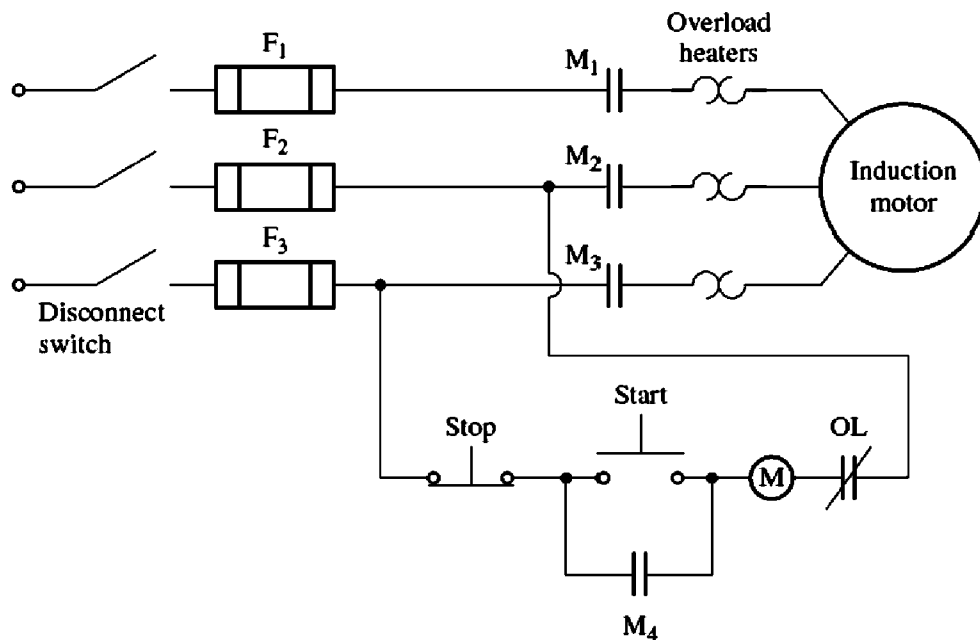 Overload
heaters
F₁
M₁
F₂
M₂
Induction
motor
F₃
M₃
Disconnect
switch
Start
Stop
OL
M
M₄